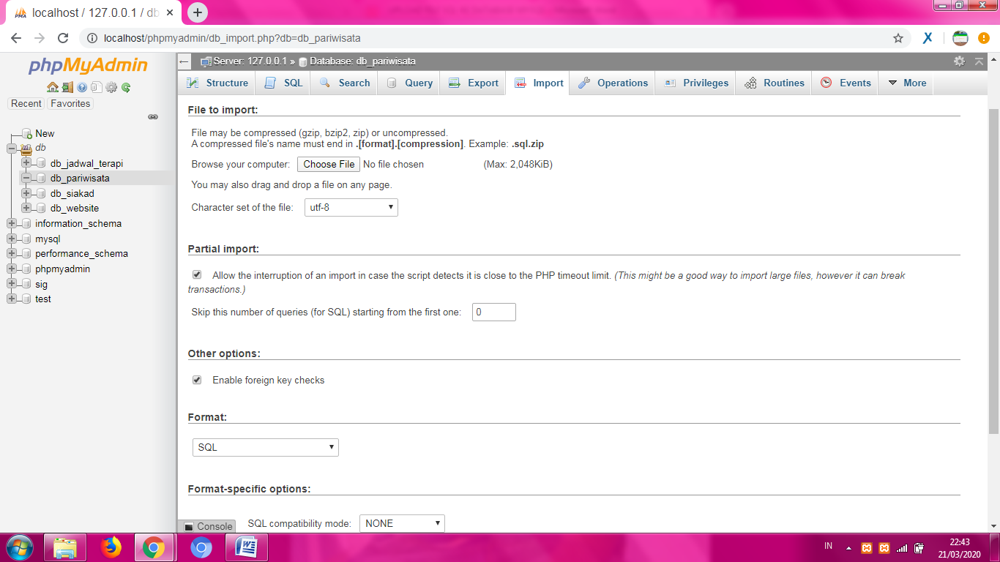 localhost / 127.0.0.1 / db
localhost/phpmyadmin/db_import.php?db=db_pariwisata
phpMyAdmin
Recent Favorites
New
db
db_jadwal_terapi
db_pariwisata
db_siakad
db_website
information_schema
mysql
performance_schema
phpmyadmin
sig
test
Server: 127.0.0.1 » Database: db_pariwisata
Structure SQL Search Query Export Import Operations Privileges Routines Events More
File to import:
File may be compressed (gzip, bzip2, zip) or uncompressed.
A compressed file's name must end in .[format].[compression]. Example: .sql.zip
Browse your computer: Choose File No file chosen (Max: 2,048KiB)
You may also drag and drop a file on any page.
Character set of the file: utf-8
Partial import:
Allow the interruption of an import in case the script detects it is close to the PHP timeout limit. (This might be a good way to import large files, however it can break
transactions.)
Skip this number of queries (for SQL) starting from the first one: 0
Other options:
Enable foreign key checks
Format:
SQL
Format-specific options:
SQL compatibility mode: NONE
Console
IN
22:43
21/03/2020